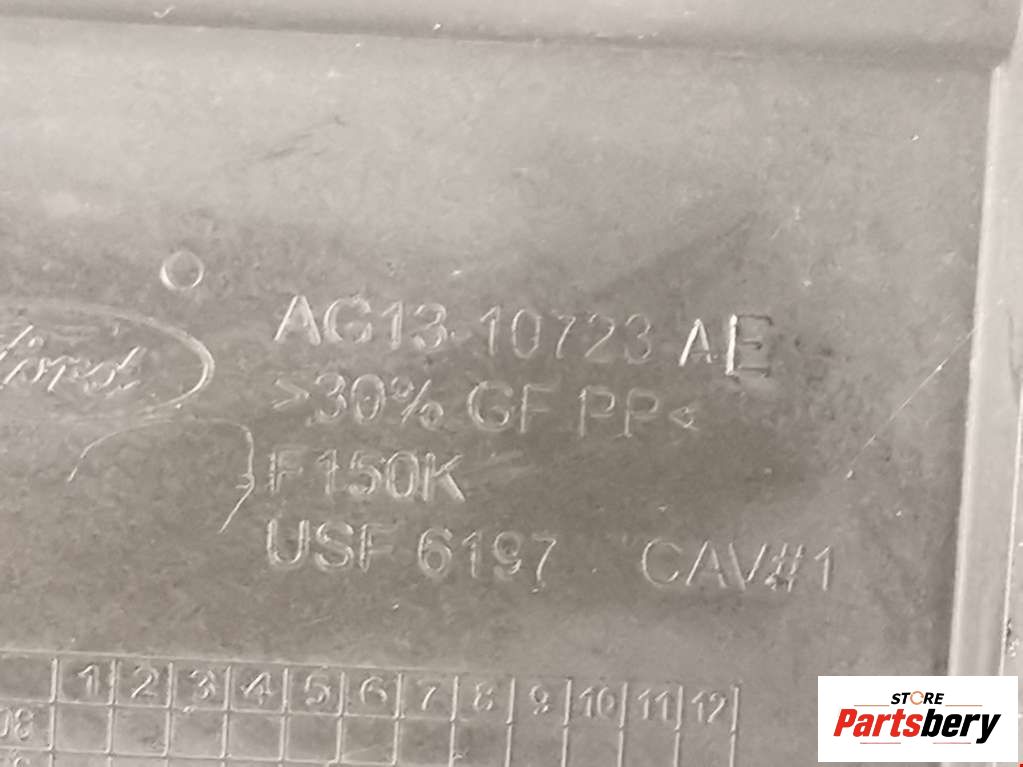 AG13-10723-AE
Ford
>30% GF PP<
F150K
USF 6197 CAV#1
1 2 3 4 5 6 7 8 9 10 11 12
08
STORE
Partsbery